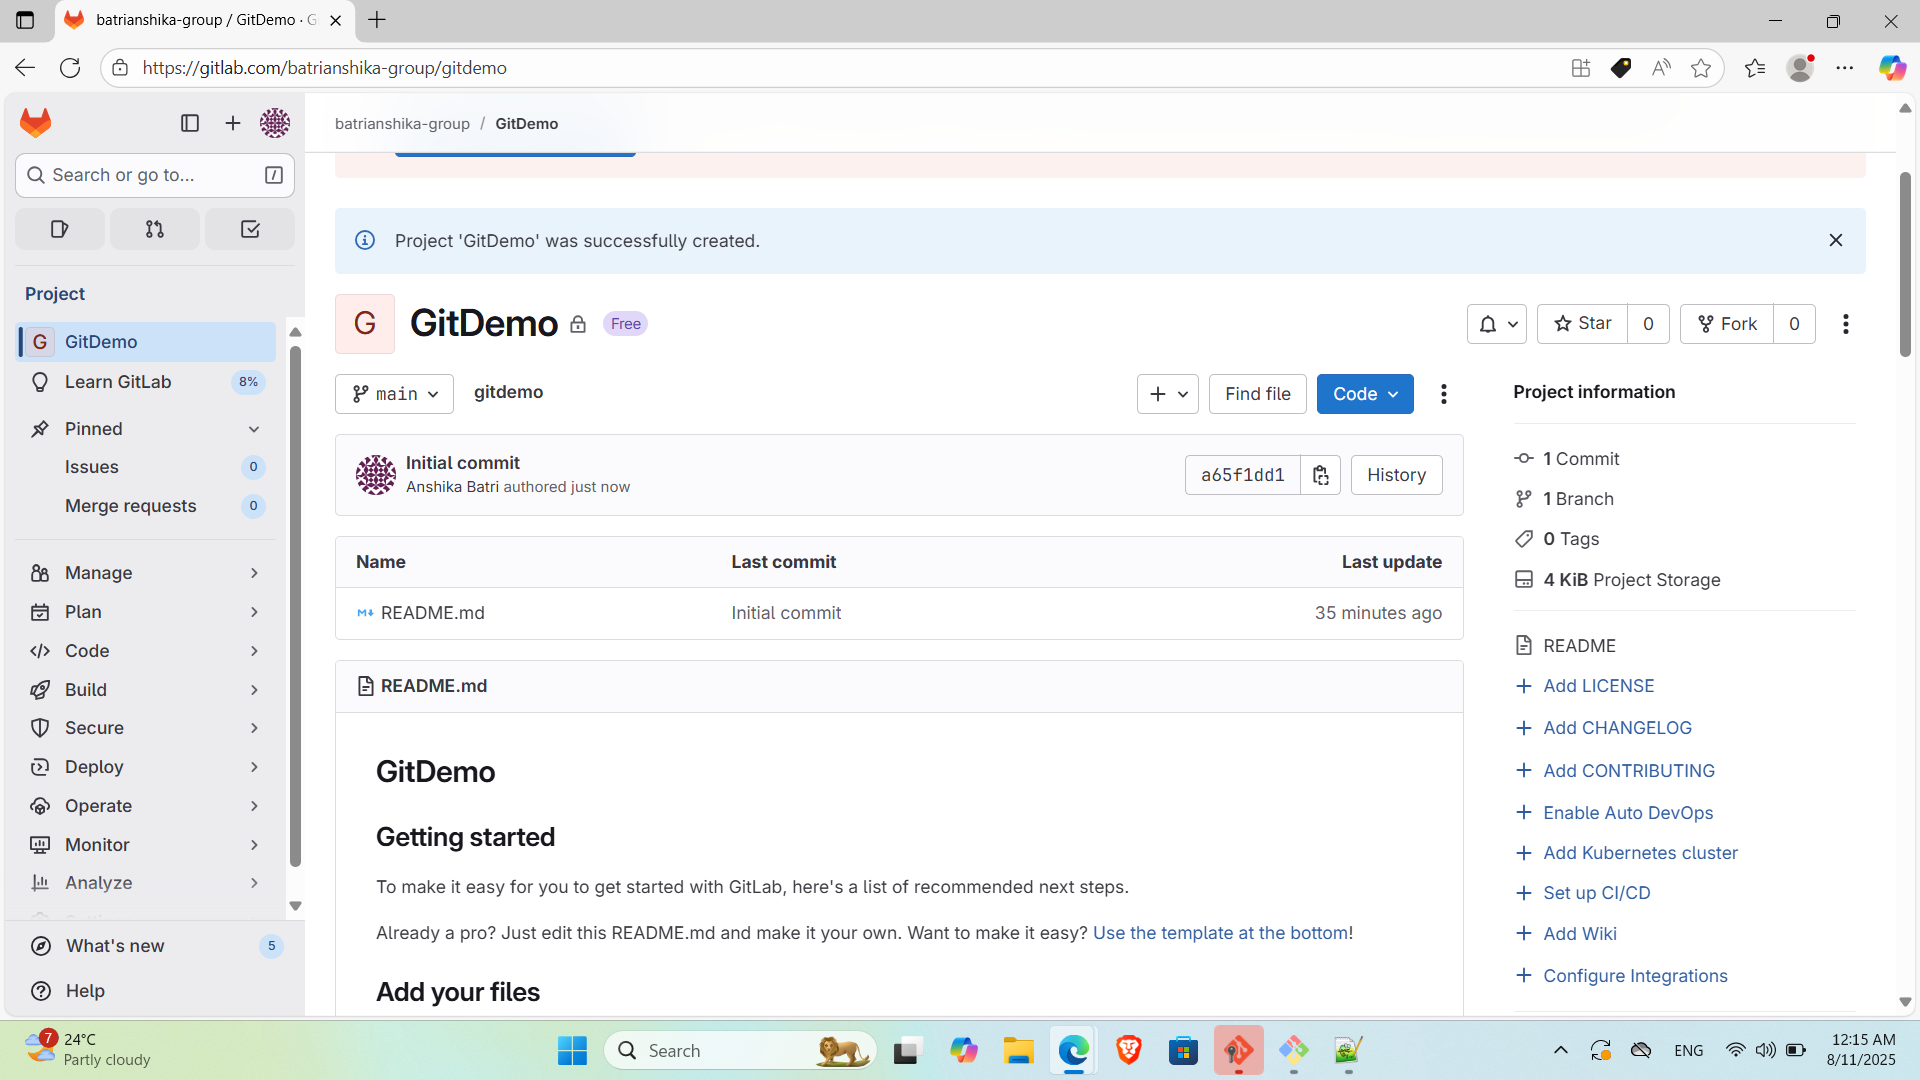 batrianshika-group / GitDemo · G
https://gitlab.com/batrianshika-group/gitdemo
batrianshika-group / GitDemo
Search or go to...
/
Project 'GitDemo' was successfully created.
Project
G GitDemo
Learn GitLab 8%
Pinned
Issues 0
Merge requests 0
Manage
Plan
Code
Build
Secure
Deploy
Operate
Monitor
Analyze
What's new 5
Help
G GitDemo Free
Star 0
Fork 0
main
gitdemo
Find file
Code
Initial commit
Anshika Batri authored just now
a65f1dd1
History
Name Last commit Last update
README.md Initial commit 35 minutes ago
README.md
GitDemo
Getting started
To make it easy for you to get started with GitLab, here's a list of recommended next steps.
Already a pro? Just edit this README.md and make it your own. Want to make it easy? Use the template at the bottom!
Add your files
Project information
1 Commit
1 Branch
0 Tags
4 KiB Project Storage
README
Add LICENSE
Add CHANGELOG
Add CONTRIBUTING
Enable Auto DevOps
Add Kubernetes cluster
Set up CI/CD
Add Wiki
Configure Integrations
7
24°C
Partly cloudy
Search
ENG
12:15 AM
8/11/2025